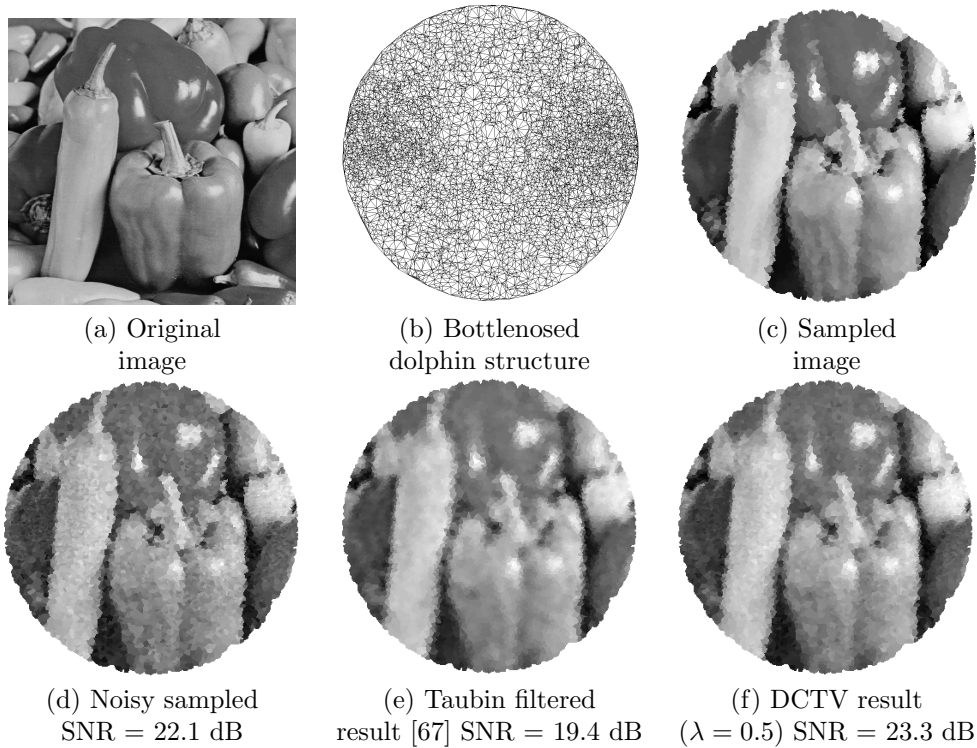 (a) Original
image
(b) Bottlenosed
dolphin structure
(c) Sampled
image
(d) Noisy sampled
SNR = 22.1 dB
(e) Taubin filtered
result [67] SNR = 19.4 dB
(f) DCTV result
(λ = 0.5) SNR = 23.3 dB